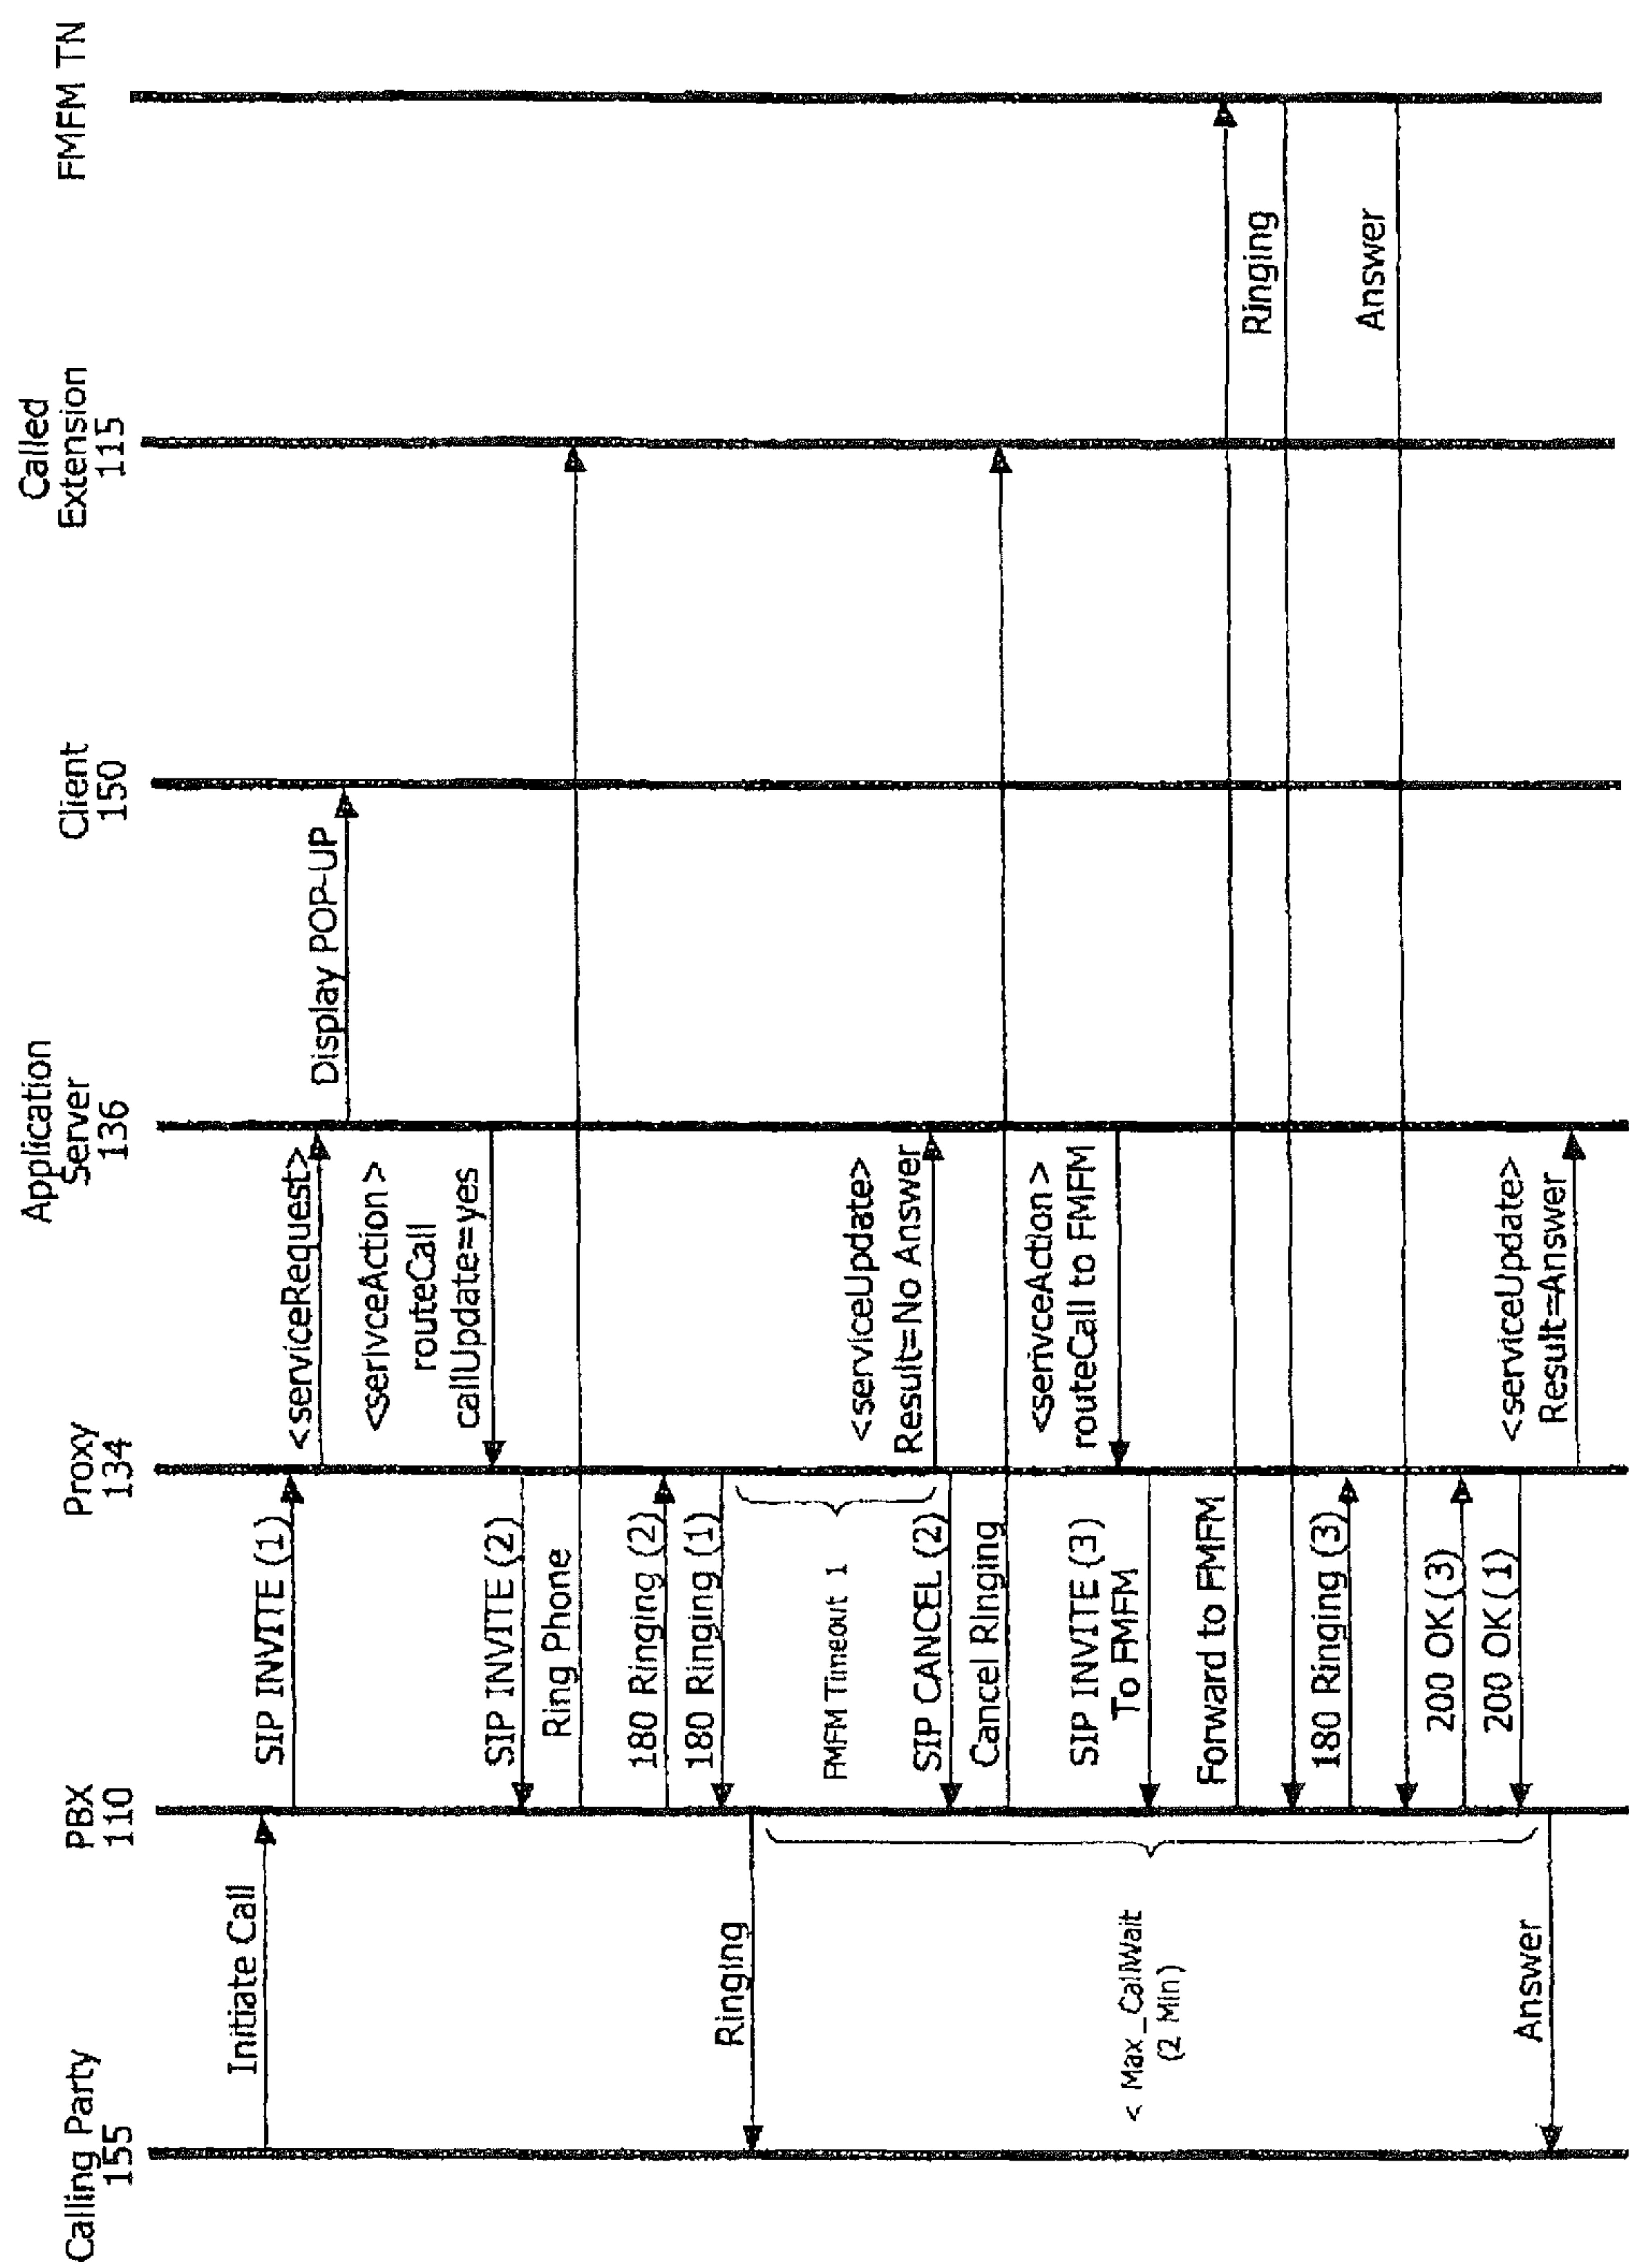 Calling Party
155
PBX
110
Proxy
134
Application
Server
136
Client
150
Called
Extension
115
FMFM TN
Initiate Call
SIP INVITE (1)
<serviceRequest>
Display POP-UP
<serivceAction>
routeCall
callUpdate=yes
SIP INVITE (2)
Ring Phone
180 Ringing (2)
180 Ringing (1)
Ringing
FMFM Timeout 1
<serviceUpdate>
Result=No Answer
SIP CANCEL (2)
Cancel RInging
<serivceAction>
routeCall to FMFM
SIP INVITE (3)
To FMFM
< Max_CallWait
(2 Min)
Forward to FMFM
Ringing
180 Ringing (3)
Answer
200 OK (3)
200 OK (1)
Answer
<serviceUpdate>
Result=Answer